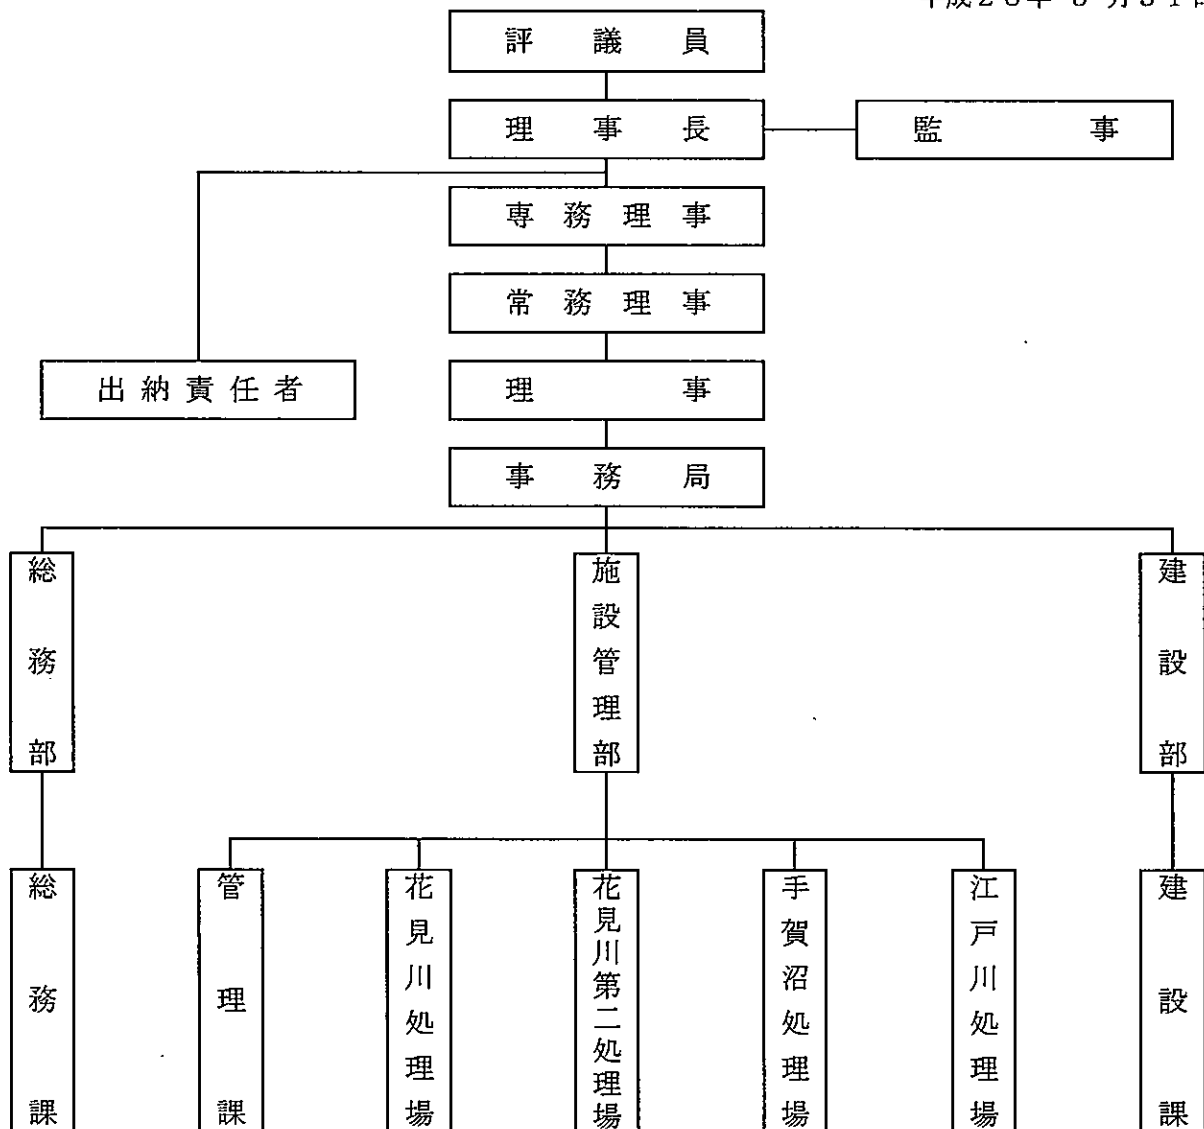 評議員
理事長
監事
専務理事
常務理事
出納責任者
理事
事務局
総務部
施設管理部
建設部
総務課
管理課
花見川処理場
花見川第二処理場
手賀沼処理場
江戸川処理場
建設課